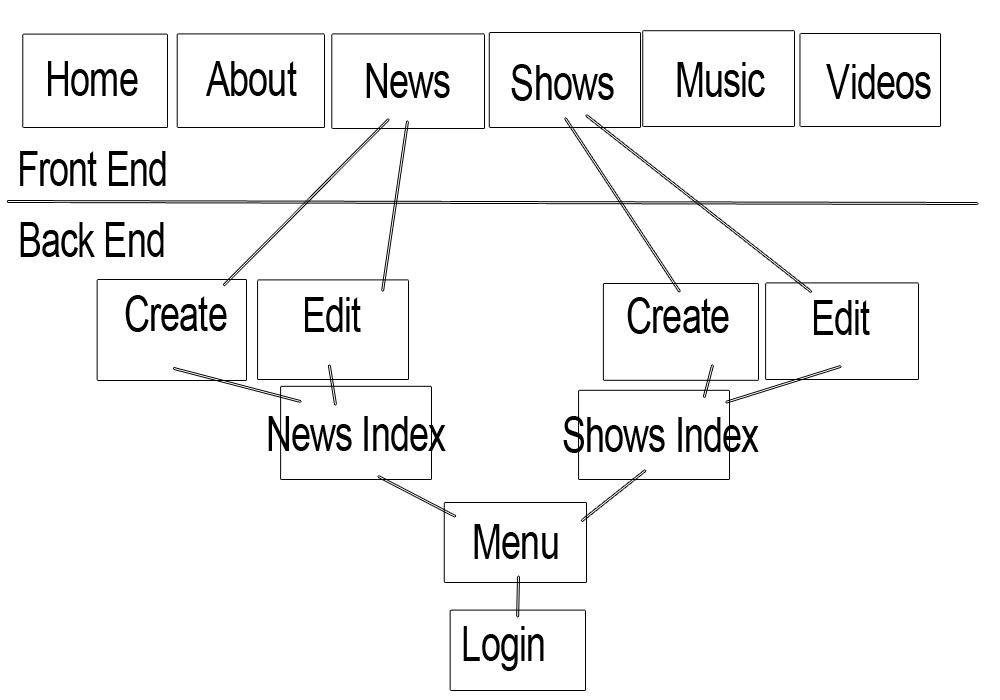 Home
About
News
Shows
Music
Videos
Front End
Back End
Create
Edit
Create
Edit
News Index
Shows Index
Menu
Login